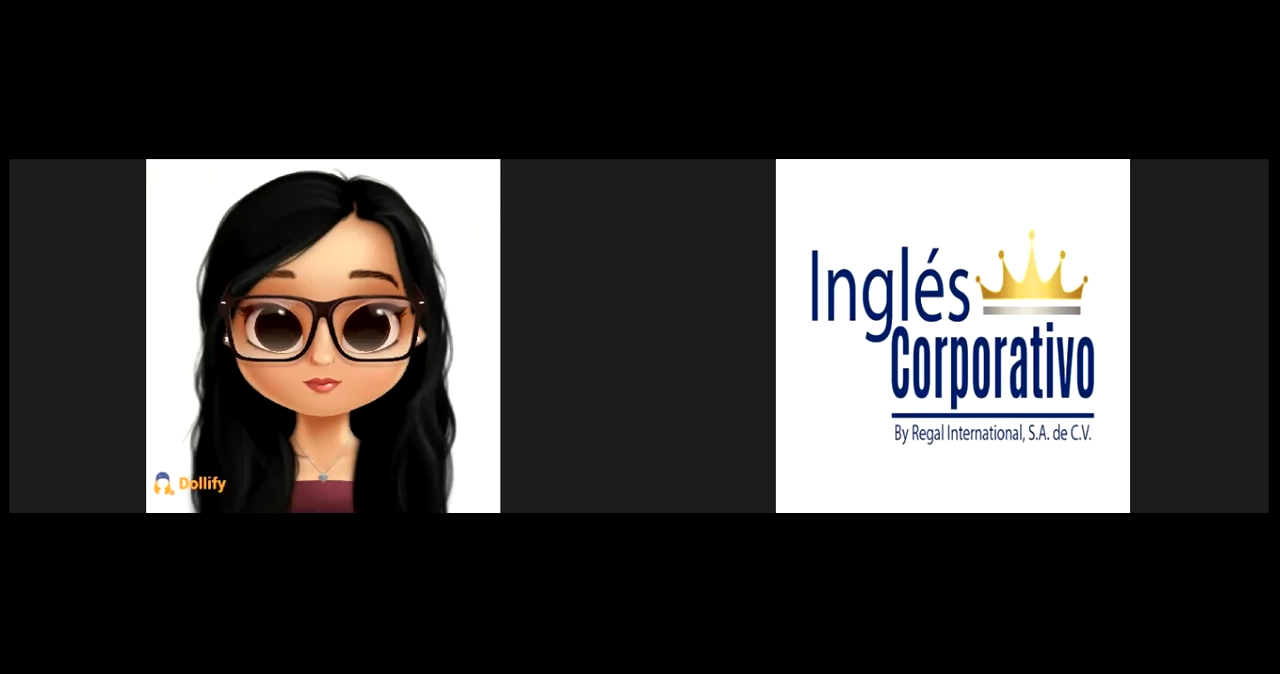 Dollify
Inglés
Corporativo
By Regal International, S.A. de C.V.